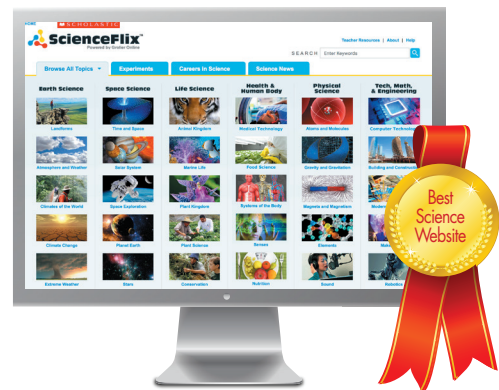 HOME
SCHOLASTIC
ScienceFlix
Powered by Grolier Online
Teacher Resources | About | Help
SEARCH Enter Keywords
Browse All Topics Experiments Careers in Science Science News
Earth Science Space Science Life Science Health & Human Body Physical Science Tech, Math, & Engineering
Landforms Time and Space Animal Kingdom Medical Technology Atoms and Molecules Computer Technology
Atmosphere and Weather Solar System Marine Life Food Science Gravity and Gravitation Building and
Climates of the World Space Exploration Plant Kingdom Systems of the Body Magnets and Magnetism
Climate Change Planet Earth Plant Science Senses Elements
Extreme Weather Stars Conservation Nutrition Sound Robotics
Best
Science
Website